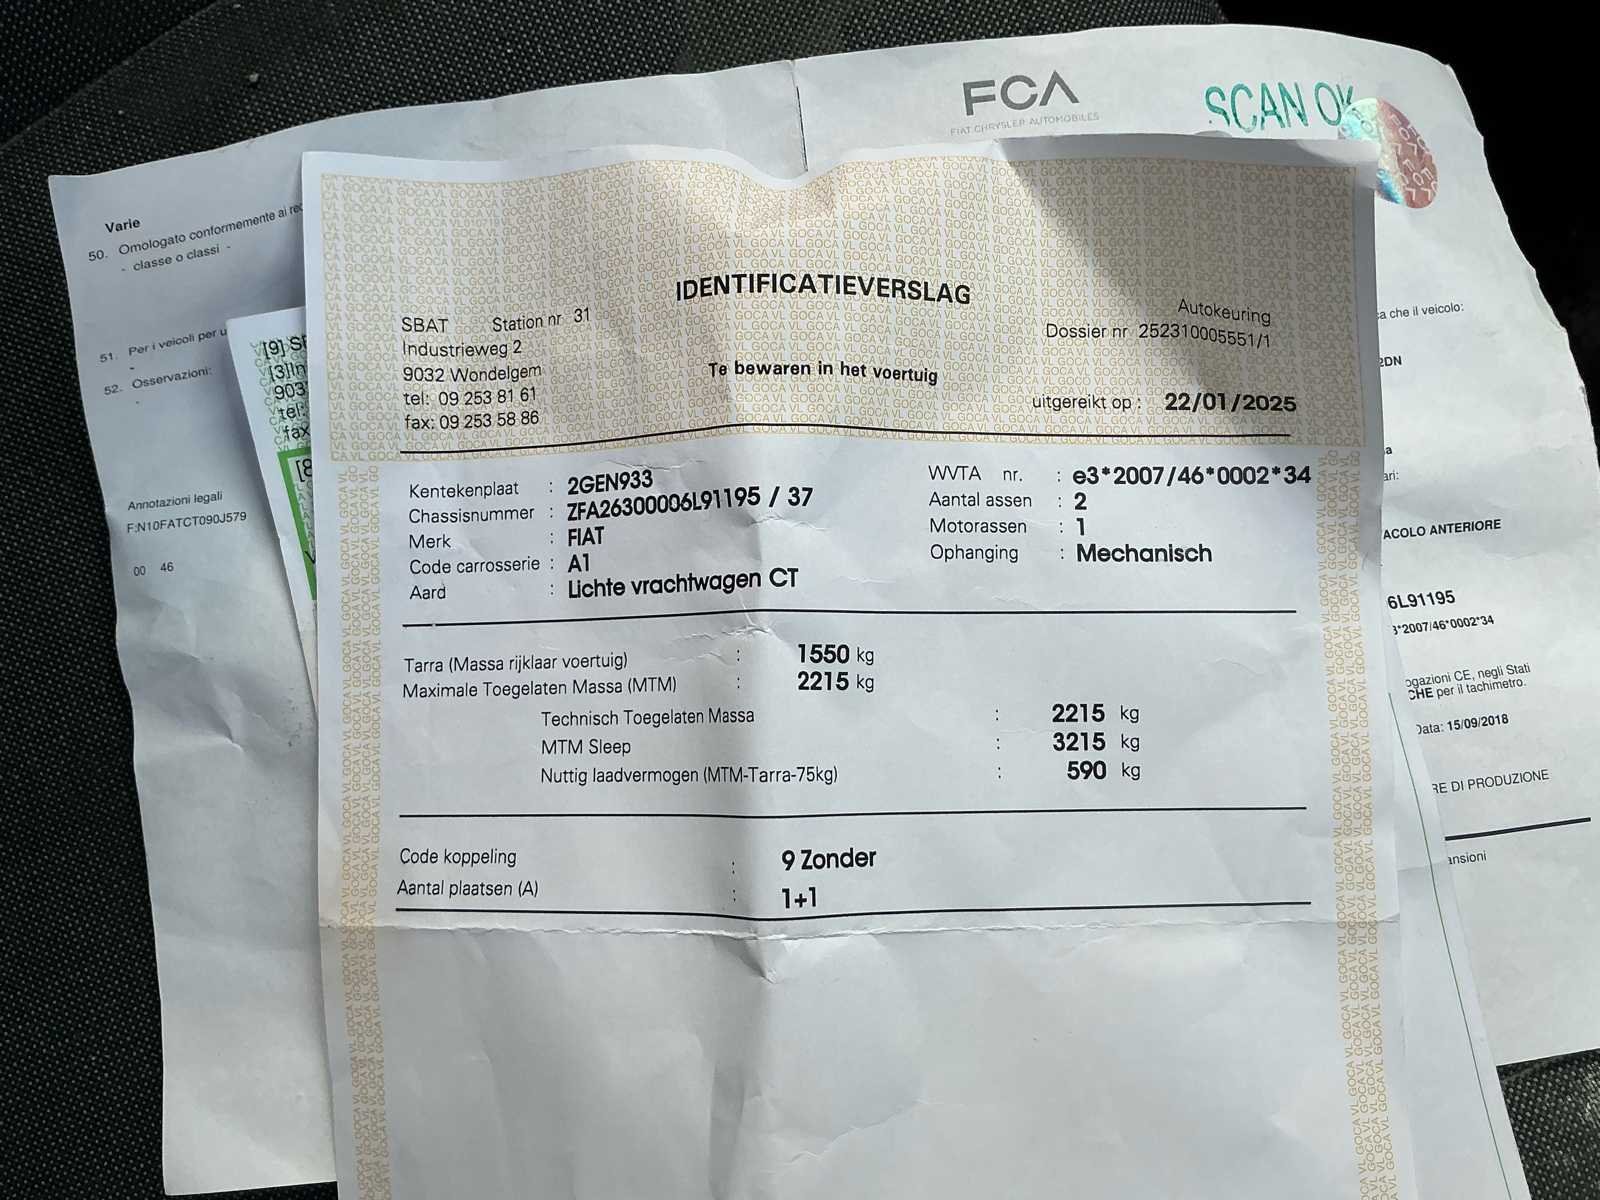 FCA
FIAT CHRYSLER AUTOMOBILES
SCAN OK
Varie
50. Omologato conformemente ai
- classe o classi -
51. Per i veicoli per
-
52. Osservazioni:
-
Annotazioni legali
F:N10FATCT090J579
00 46
[9]
[3]
903
tel:
fax
[8
IDENTIFICATIEVERSLAG
SBAT Station nr 31
Industrieweg 2
9032 Wondelgem
tel: 09 253 81 61
fax: 09 253 58 86
Te bewaren in het voertuig
Autokeuring
Dossier nr 252310005551/1
uitgereikt op : 22/01/2025
Kentekenplaat : 2GEN933
Chassisnummer : ZFA26300006L91195 / 37
Merk : FIAT
Code carrosserie : A1
Aard : Lichte vrachtwagen CT
WVTA nr. : e3*2007/46*0002*34
Aantal assen : 2
Motorassen : 1
Ophanging : Mechanisch
Tarra (Massa rijklaar voertuig) : 1550 kg
Maximale Toegelaten Massa (MTM) : 2215 kg
Technisch Toegelaten Massa : 2215 kg
MTM Sleep : 3215 kg
Nuttig laadvermogen (MTM-Tarra-75kg) : 590 kg
Code koppeling : 9 Zonder
Aantal plaatsen (A) : 1+1
che il veicolo:
2DN
ACOLO ANTERIORE
6L91195
3*2007/46*0002*34
ogazioni CE, negli Stati
CHE per il tachimetro.
Data: 15/09/2018
RE DI PRODUZIONE
ensioni